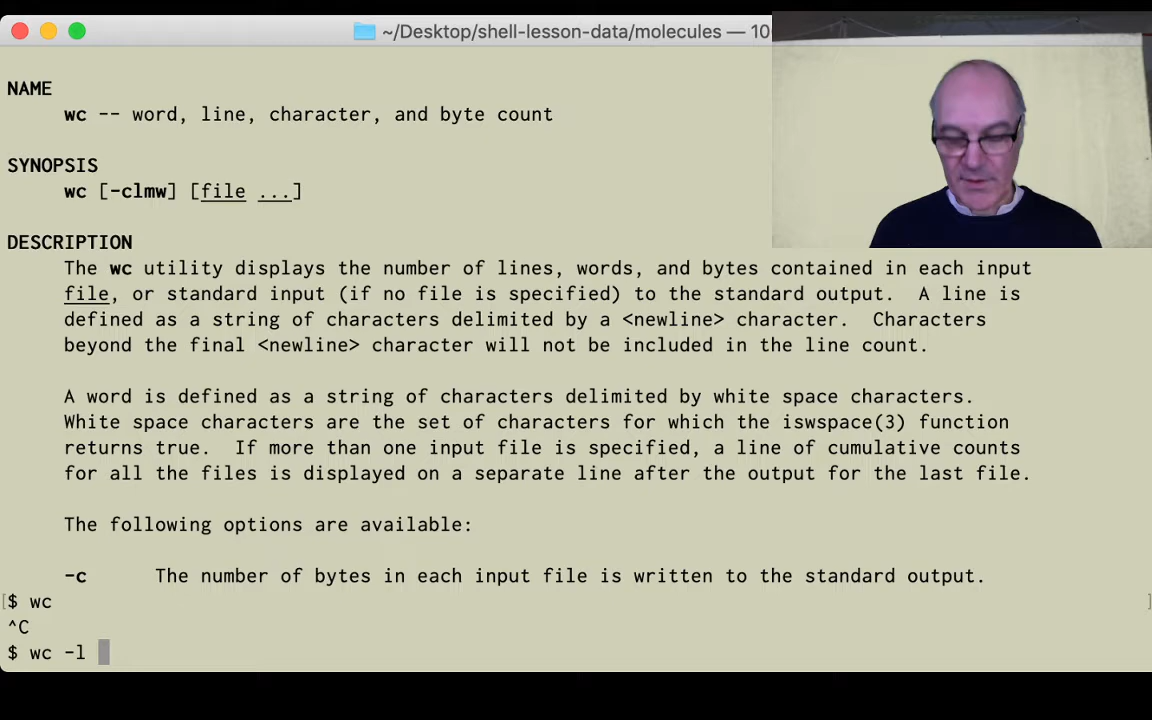 ~/Desktop/shell-lesson-data/molecules — 10
NAME
wc -- word, line, character, and byte count
SYNOPSIS
wc [-clmw] [file ...]
DESCRIPTION
The wc utility displays the number of lines, words, and bytes contained in each input
file, or standard input (if no file is specified) to the standard output.  A line is
defined as a string of characters delimited by a <newline> character.  Characters
beyond the final <newline> character will not be included in the line count.
A word is defined as a string of characters delimited by white space characters.
White space characters are the set of characters for which the iswspace(3) function
returns true.  If more than one input file is specified, a line of cumulative counts
for all the files is displayed on a separate line after the output for the last file.
The following options are available:
-c      The number of bytes in each input file is written to the standard output.
[$ wc ]
^C
$ wc -l